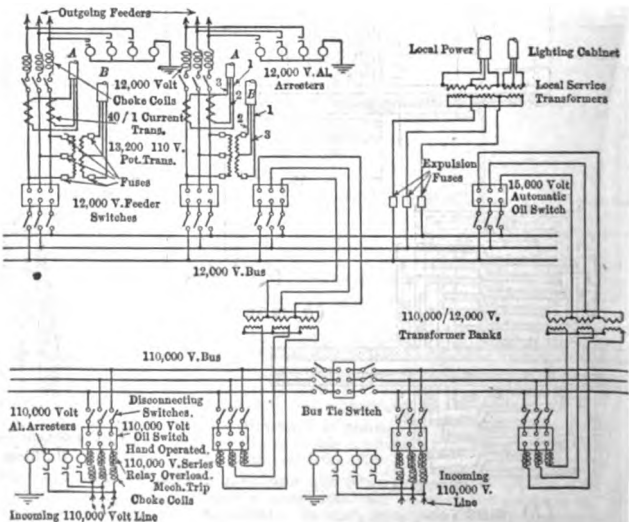 Outgoing Feeders
A
B
12,000 Volt
Choke Coils
40/1 Current
Trans.
13,200 110 V.
Pot. Trans.
Fuses
12,000 V. Feeder
Switches
A
1
12,000 V. Al.
Arresters
B
1
3
Local Power
Lighting Cabinet
Local Service
Transformers
Expulsion
Fuses
15,000 Volt
Automatic
Oil Switch
12,000 V. Bus
110,000/12,000 V.
Transformer Banks
110,000 V. Bus
Bus Tie Switch
110,000 Volt
Al. Arresters
Disconnecting
Switches.
110,000 Volt
Oil Switch
Hand Operated.
110,000 V. Series
Relay Overload.
Mech. Trip
Choke Coils
Incoming 110,000 Volt Line
Incoming
110,000 V.
Line